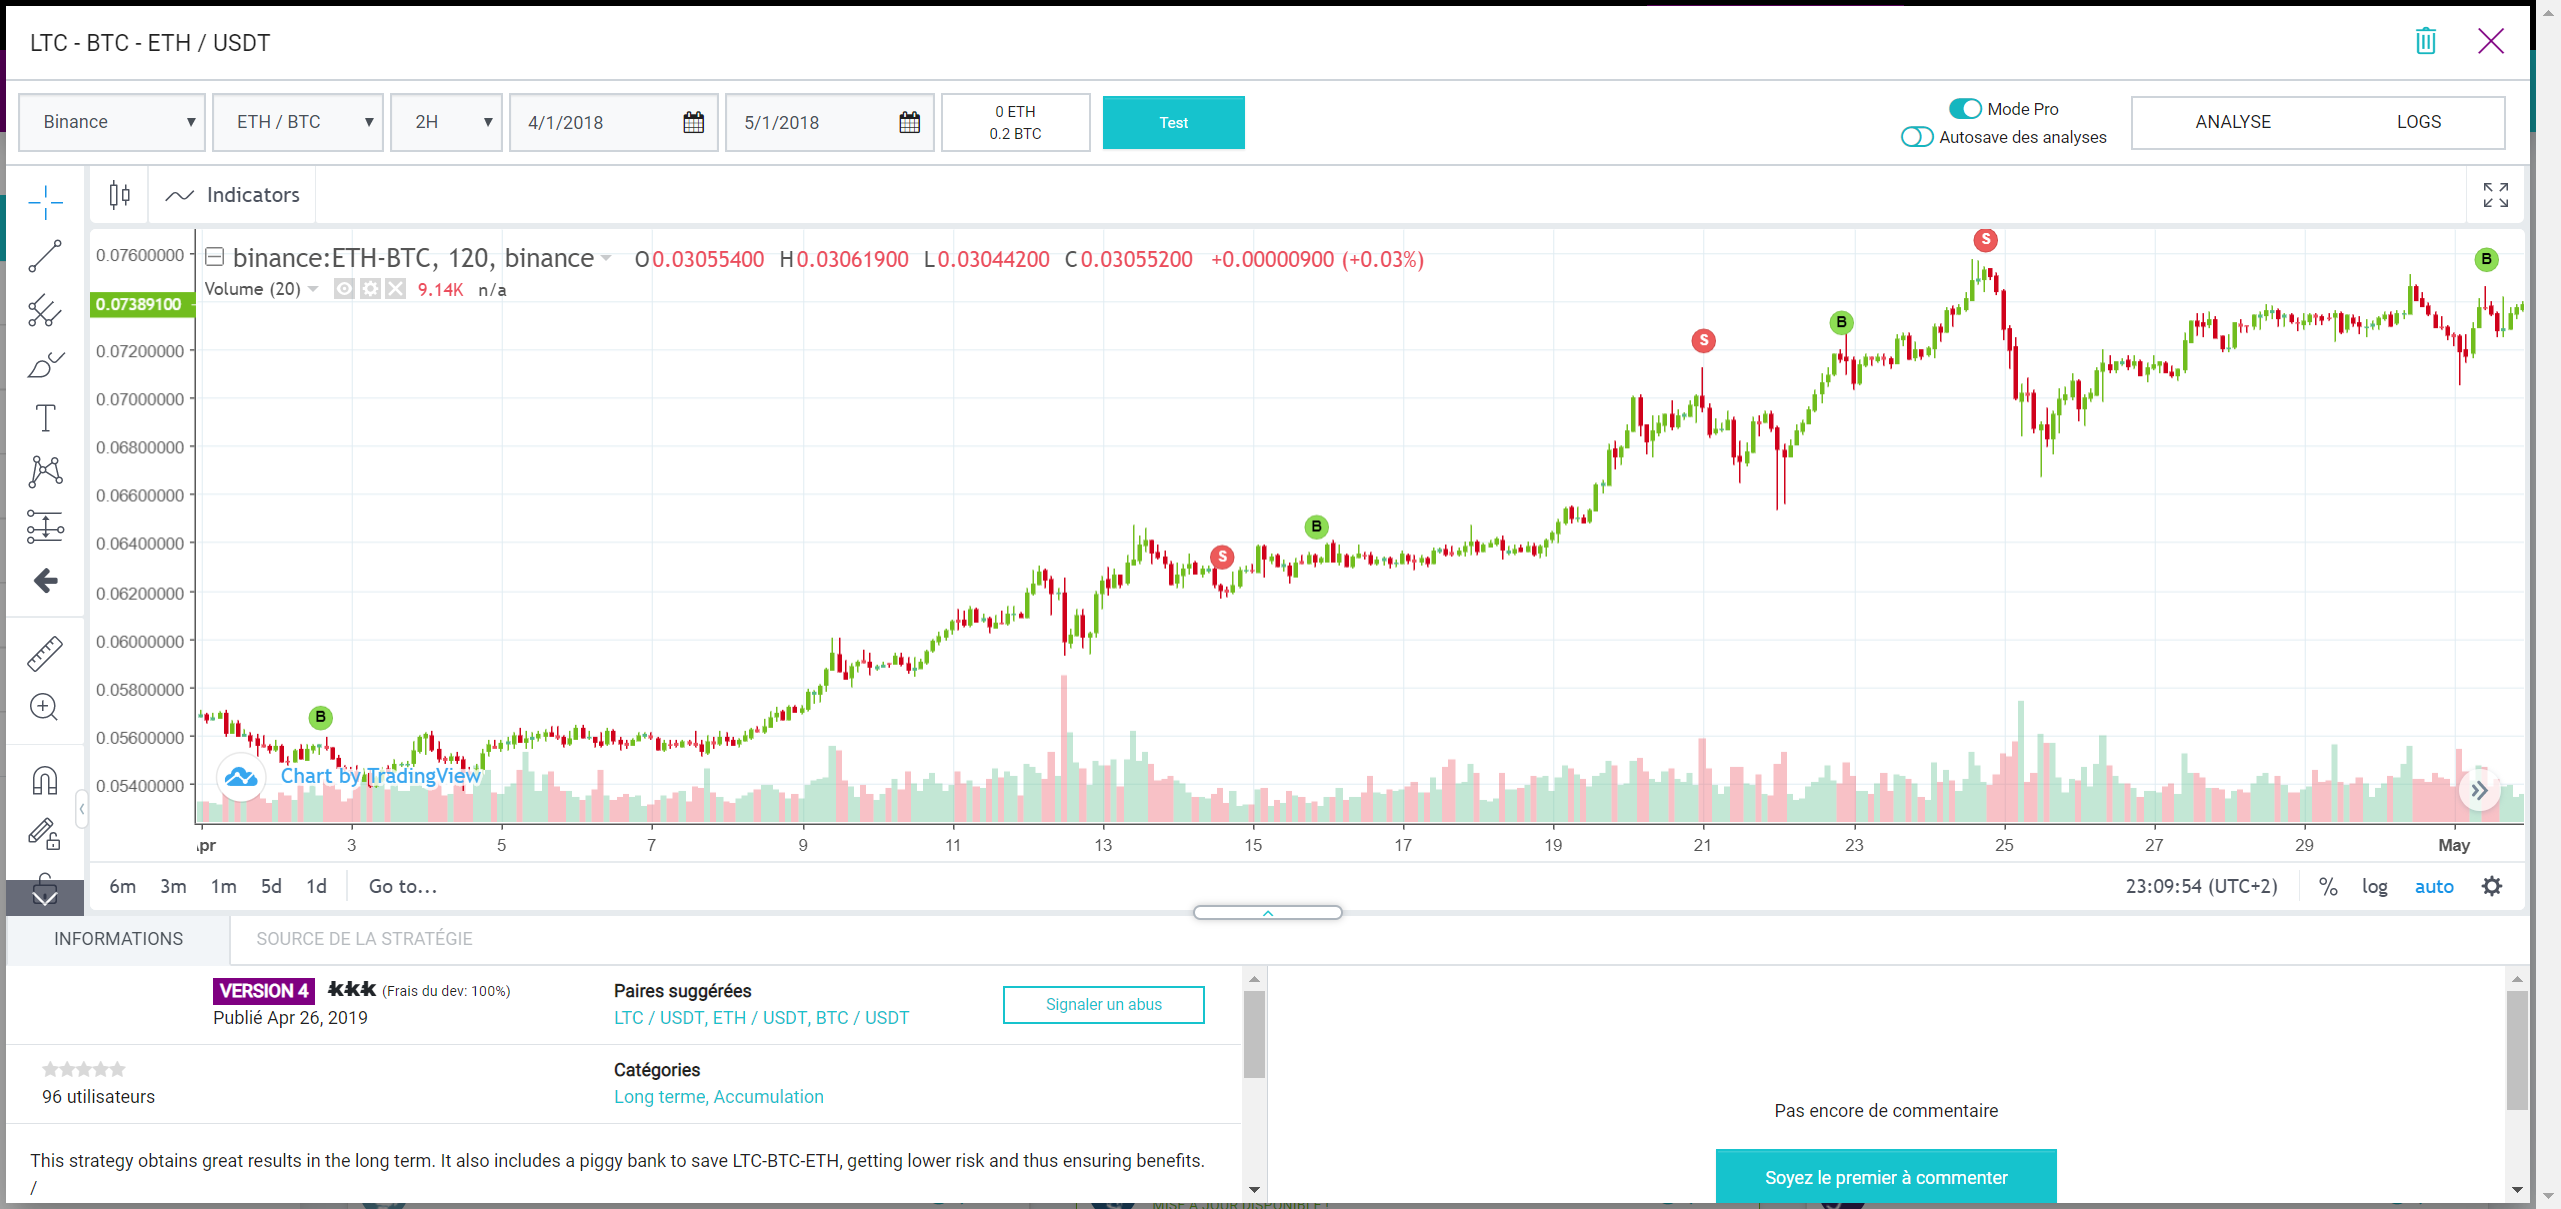 LTC - BTC - ETH / USDT
Binance
ETH / BTC
2H
4/1/2018
5/1/2018
0 ETH
0.2 BTC
Test
Mode Pro
Autosave des analyses
ANALYSE
LOGS
Indicators
binance:ETH-BTC, 120, binance
O0.03055400 H0.03061900 L0.03044200 C0.03055200 +0.00000900 (+0.03%)
Volume (20)
9.14K n/a
0.07600000
0.07389100
0.07200000
0.07000000
0.06800000
0.06600000
0.06400000
0.06200000
0.06000000
0.05800000
0.05600000
0.05400000
B
S
B
S
B
S
B
Chart by TradingView
pr 3 5 7 9 11 13 15 17 19 21 23 25 27 29 May
6m 3m 1m 5d 1d Go to...
23:09:54 (UTC+2) % log auto
INFORMATIONS
SOURCE DE LA STRATÉGIE
VERSION 4 kkk (Frais du dev: 100%)
Publié Apr 26, 2019
Paires suggérées
LTC / USDT, ETH / USDT, BTC / USDT
Signaler un abus
96 utilisateurs
Catégories
Long terme, Accumulation
This strategy obtains great results in the long term. It also includes a piggy bank to save LTC-BTC-ETH, getting lower risk and thus ensuring benefits.
/
Pas encore de commentaire
Soyez le premier à commenter